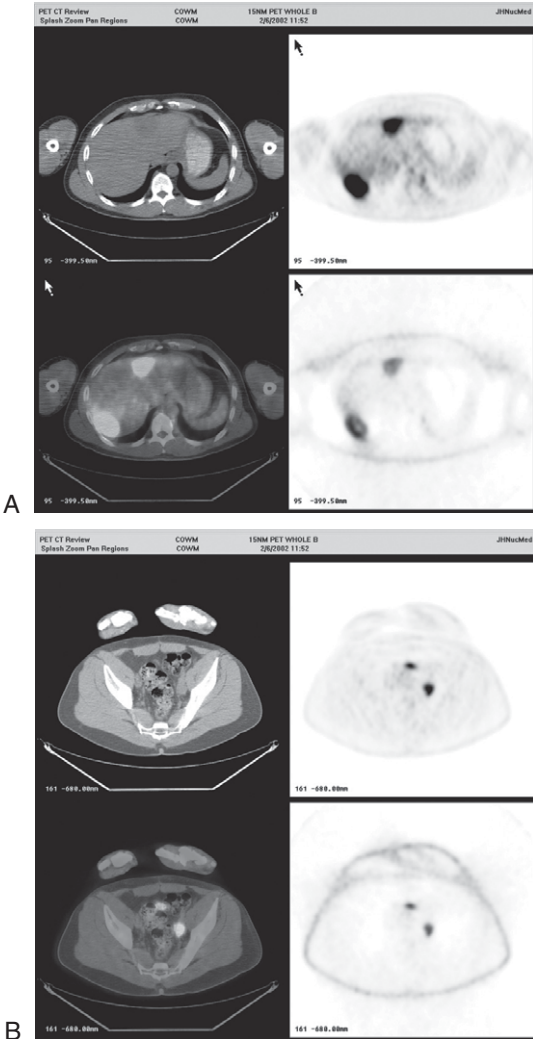 PET CT Review COWM 15NM PET WHOLE B JHNucMed
Splash Zoom Pan Regions COWM 2/6/2002 11:52
95 -399.50mm 95 -399.50mm
95 -399.50mm 95 -399.50mm
A
PET CT Review COWM 15NM PET WHOLE B JHNucMed
Splash Zoom Pan Regions COWM 2/6/2002 11:52
161 -680.00mm 161 -680.00mm
161 -680.00mm 161 -680.00mm
B